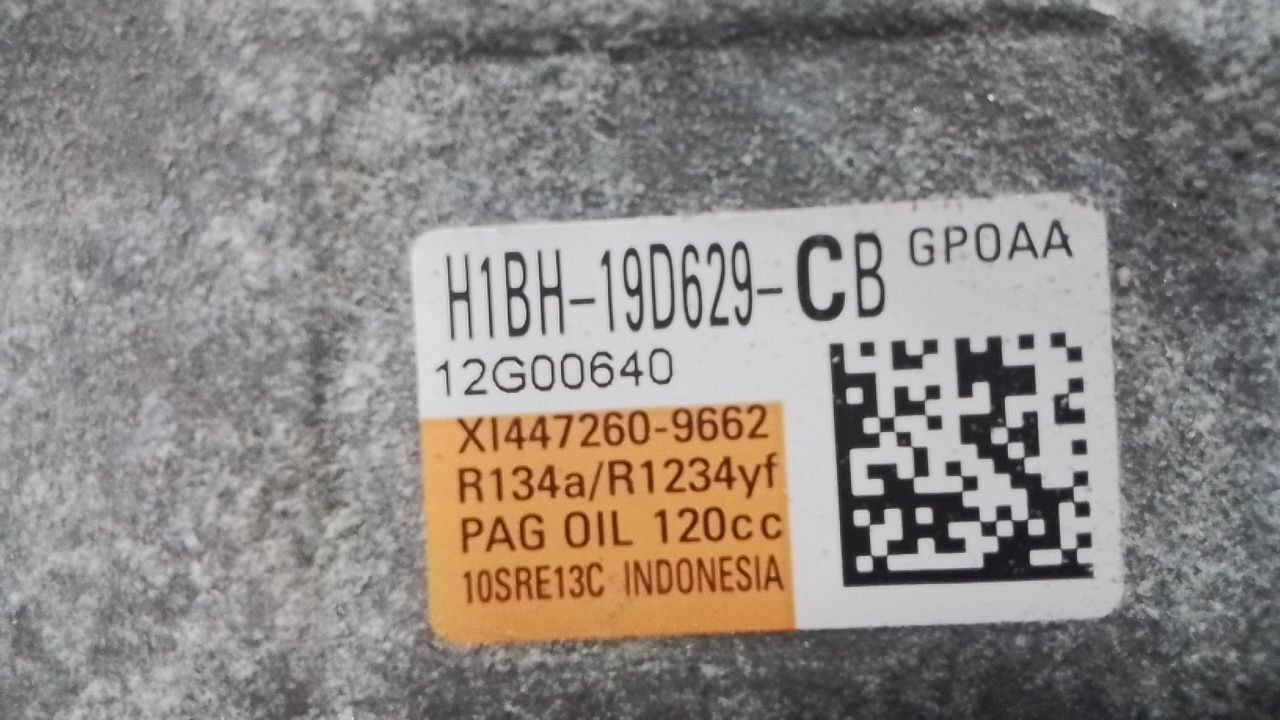 H1BH-19D629-CB GP0AA
12G00640
XI447260-9662
R134a/R1234yf
PAG OIL 120cc
10SRE13C INDONESIA